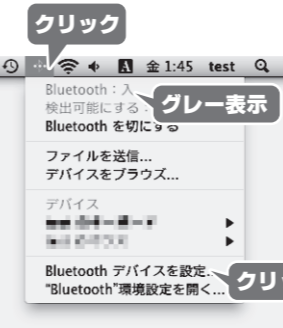 クリック
金 1:45 test
Bluetooth：入
グレー表示
検出可能にする：
Bluetooth を切にする
ファイルを送信...
デバイスをブラウズ...
デバイス
Bluetooth デバイスを設定...
クリッ
"Bluetooth"環境設定を開く...